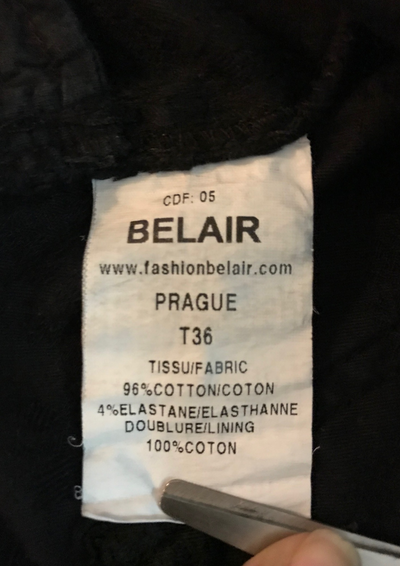 CDF: 05
BELAIR
www.fashionbelair.com
PRAGUE
T36
TISSU/FABRIC
96%COTTON/COTON
4%ELASTANE/ELASTHANNE
DOUBLURE/LINING
100%COTON